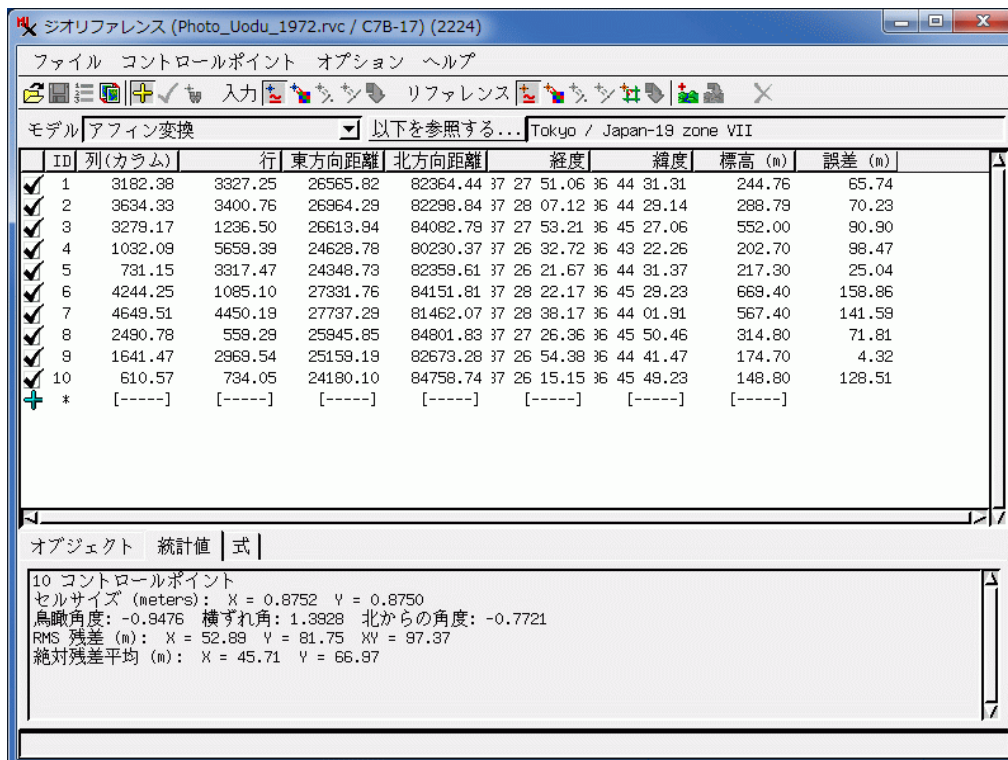 ジオリファレンス (Photo_Uodu_1972.rvc / C7B-17) (2224)
ファイル コントロールポイント オプション ヘルプ
入力 リファレンス
モデル アフィン変換 以下を参照する... Tokyo / Japan-19 zone VII
ID 列(カラム) 行 東方向距離 北方向距離 経度 緯度 標高 (m) 誤差 (m)
1 3182.38 3327.25 26565.82 82364.44 37 27 51.06 36 44 31.31 244.76 65.74
2 3634.33 3400.76 26964.29 82298.84 37 28 07.12 36 44 29.14 288.79 70.23
3 3279.17 1236.50 26613.94 84082.79 37 27 53.21 36 45 27.06 552.00 90.90
4 1032.09 5659.39 24628.78 80230.37 37 26 32.72 36 43 22.26 202.70 98.47
5 731.15 3317.47 24348.73 82359.61 37 26 21.67 36 44 31.37 217.30 25.04
6 4244.25 1085.10 27331.76 84151.81 37 28 22.17 36 45 29.23 669.40 158.86
7 4649.51 4450.19 27737.29 81462.07 37 28 38.17 36 44 01.91 567.40 141.59
8 2490.78 559.29 25945.85 84801.83 37 27 26.36 36 45 50.46 314.80 71.81
9 1641.47 2969.54 25159.19 82673.28 37 26 54.38 36 44 41.47 174.70 4.32
10 610.57 734.05 24180.10 84758.74 37 26 15.15 36 45 49.23 148.80 128.51
* [-----] [-----] [-----] [-----] [-----] [-----] [-----]
オブジェクト 統計値 式
10 コントロールポイント
セルサイズ (meters): X = 0.8752 Y = 0.8750
鳥瞰角度: -0.9476 横ずれ角: 1.3928 北からの角度: -0.7721
RMS 残差 (m): X = 52.89 Y = 81.75 XY = 97.37
絶対残差平均 (m): X = 45.71 Y = 66.97